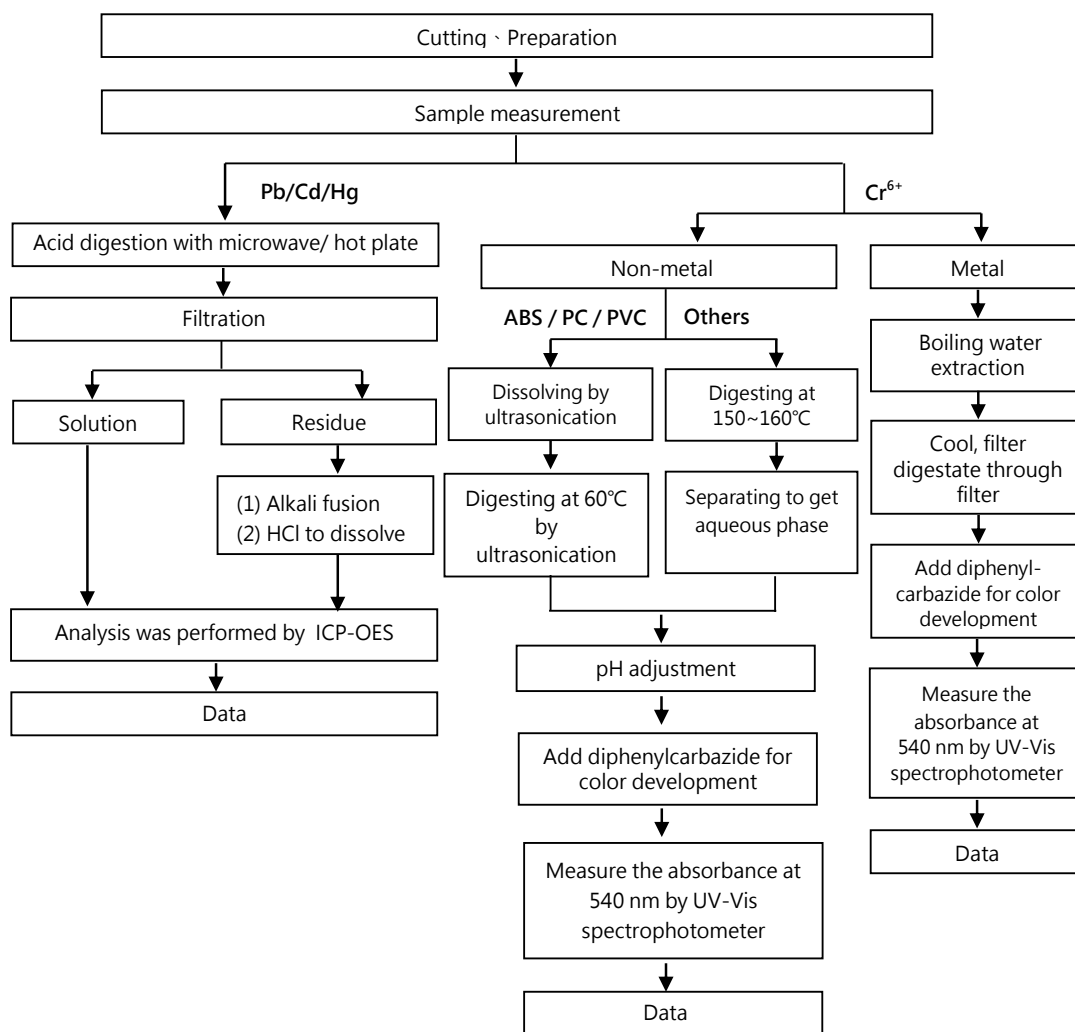 Cutting、Preparation
Sample measurement
Pb/Cd/Hg
Acid digestion with microwave/ hot plate
Filtration
Solution
Residue
(1) Alkali fusion
(2) HCl to dissolve
Analysis was performed by ICP-OES
Data
Cr⁶⁺
Non-metal
ABS / PC / PVC
Dissolving by
ultrasonication
Digesting at 60℃
by
ultrasonication
Others
Digesting at
150~160℃
Separating to get
aqueous phase
pH adjustment
Add diphenylcarbazide for
color development
Measure the absorbance at
540 nm by UV-Vis
spectrophotometer
Data
Metal
Boiling water
extraction
Cool, filter
digestate through
filter
Add diphenyl-
carbazide for color
development
Measure the
absorbance at
540 nm by UV-Vis
spectrophotometer
Data